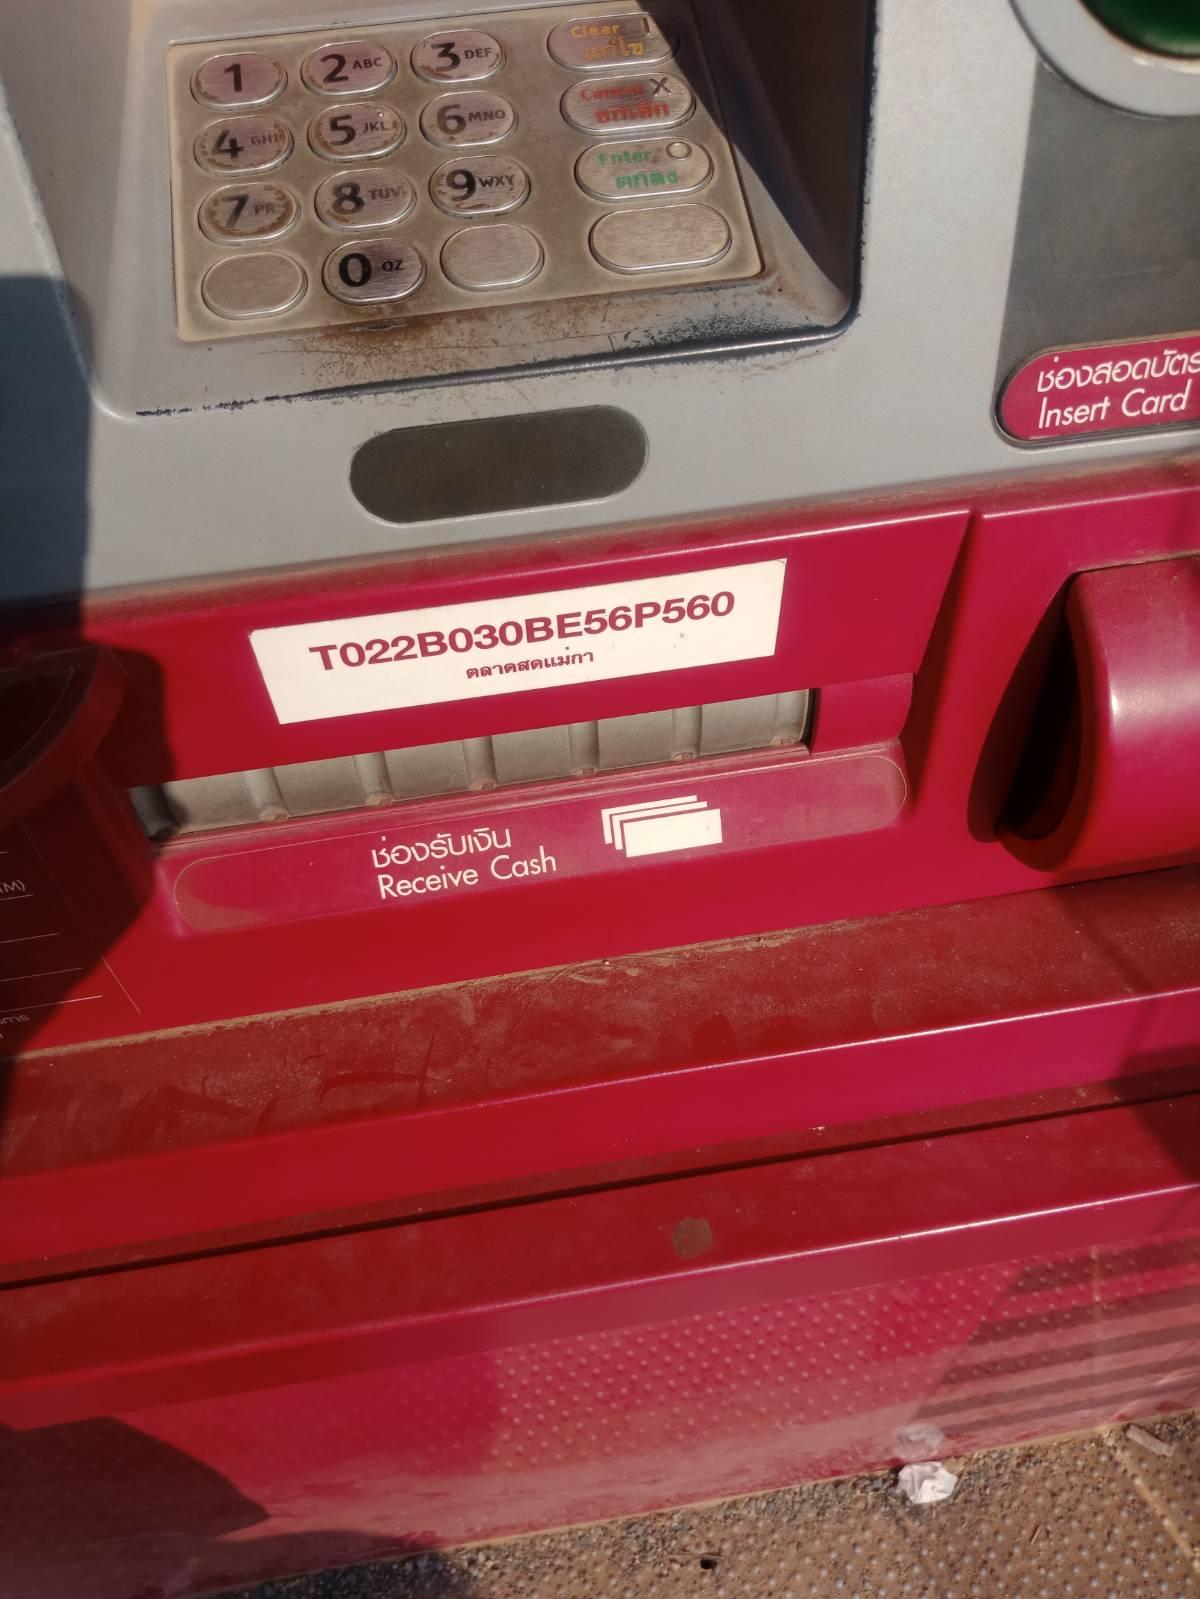 1 2 ABC 3 DEF Clear แก้ไข
4 GHI 5 JKL 6 MNO Cancel X ยกเลิก
7 PR 8 TUV 9 WXY Enter O ตกลง
0 QZ
ช่องสอดบัตร
Insert Card
T022B030BE56P560
ตลาดสดแม่กา
ช่องรับเงิน
Receive Cash